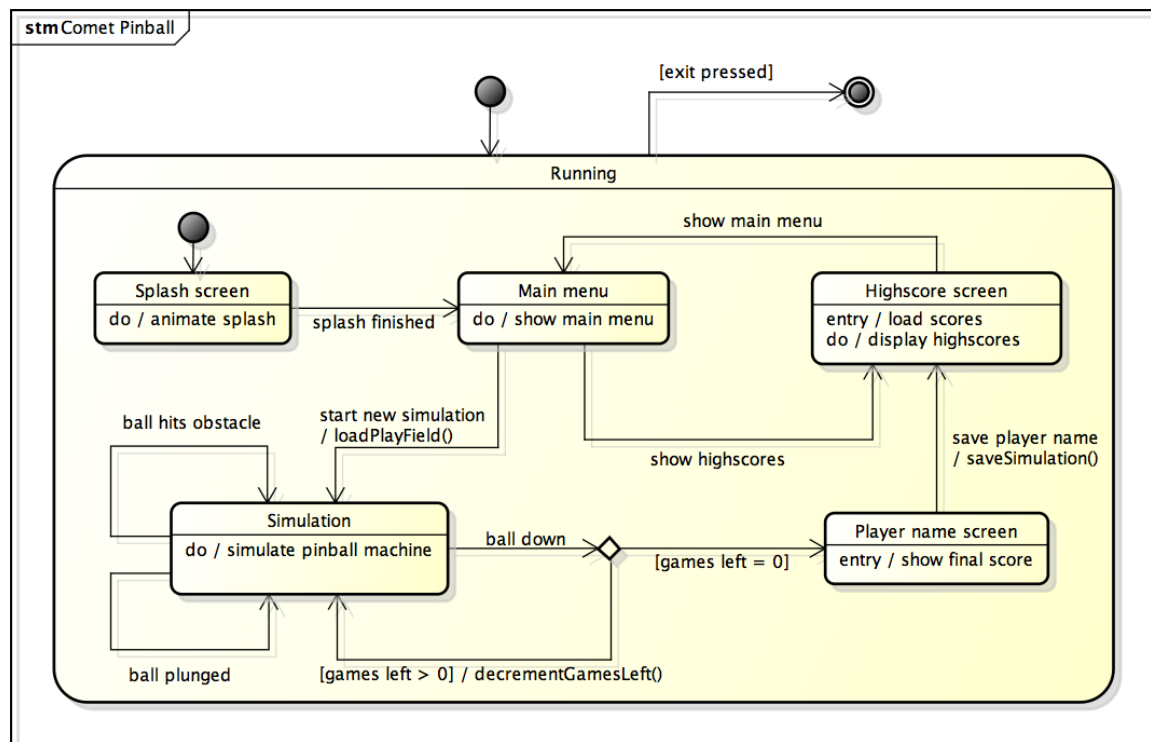 stm Comet Pinball
[exit pressed]
Running
show main menu
Splash screen
do / animate splash
splash finished
Main menu
do / show main menu
Highscore screen
entry / load scores
do / display highscores
ball hits obstacle
start new simulation
/ loadPlayField()
show highscores
save player name
/ saveSimulation()
Simulation
do / simulate pinball machine
ball down
[games left = 0]
Player name screen
entry / show final score
ball plunged
[games left > 0] / decrementGamesLeft()